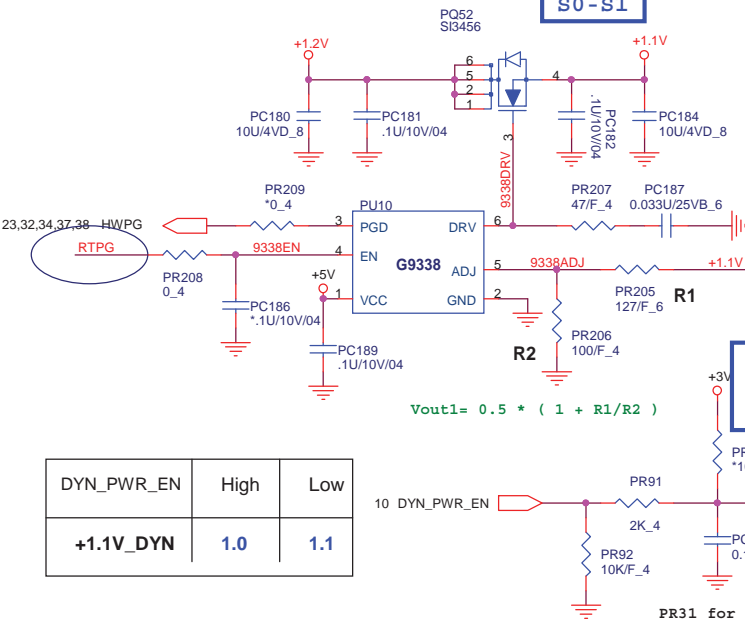 S0-S1
PQ52
SI3456
+1.2V
+1.1V
6
5
2
1
4
3
PC180
10U/4VD_8
PC181
.1U/10V/04
PC182
.1U/10V/04
PC184
10U/4VD_8
9338DRV
PR209
*0_4
PU10
PR207
47/F_4
PC187
0.033U/25VB_6
23,32,34,37,38 HWPG
3
PGD
DRV
6
RTPG
9338EN
4
EN
G9338
ADJ
5
9338ADJ
+1.1V
PR208
0_4
+5V
1
VCC
GND
2
PR205
127/F_6
R1
PC186
*.1U/10V/04
PC189
.1U/10V/04
R2
PR206
100/F_4
+3V
Vout1= 0.5 * ( 1 + R1/R2 )
DYN_PWR_EN High Low
+1.1V_DYN 1.0 1.1
10 DYN_PWR_EN
PR91
2K_4
PR92
10K/F_4
PR31 for